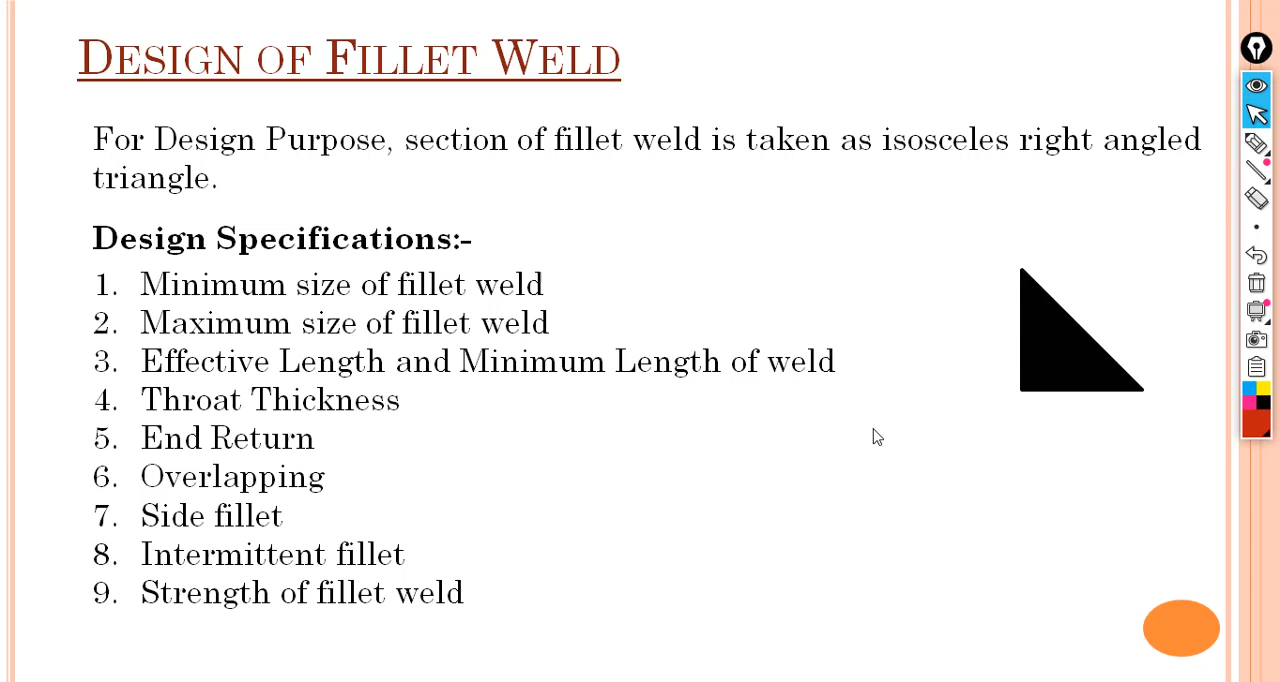 DESIGN OF FILLET WELD
For Design Purpose, section of fillet weld is taken as isosceles right angled
triangle.
Design Specifications:-
1. Minimum size of fillet weld
2. Maximum size of fillet weld
3. Effective Length and Minimum Length of weld
4. Throat Thickness
5. End Return
6. Overlapping
7. Side fillet
8. Intermittent fillet
9. Strength of fillet weld